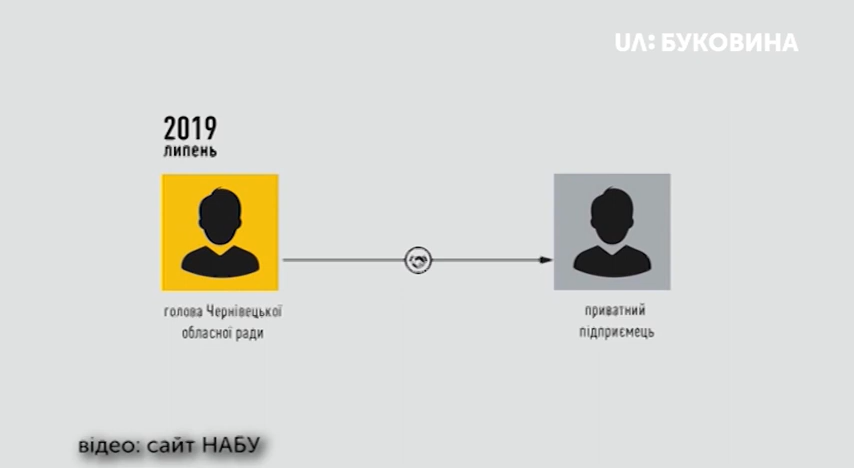 UA: БУКОВИНА
2019
липень
голова Чернівецької
обласної ради
приватний
підприємець
відео: сайт НАБУ